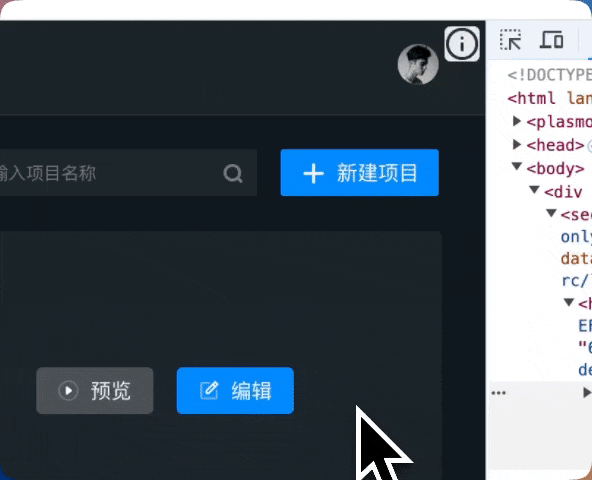 输入项目名称
新建项目
预览
编辑
<!DOCTYPE
<html lan
<plasmo
<head>
<body>
<div
<sec
only
data
rc/
<h
"6
de
...